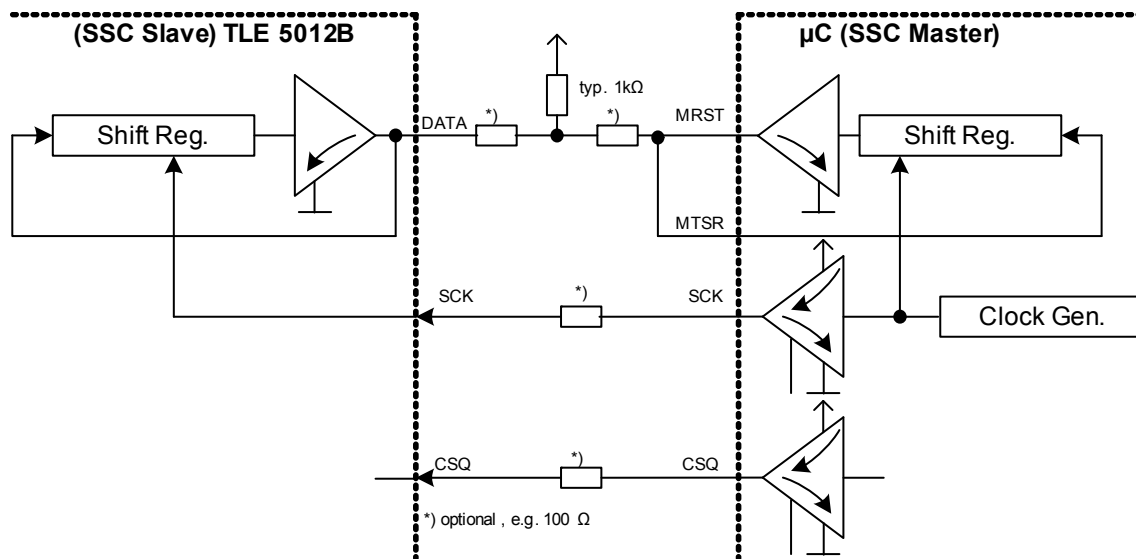 (SSC Slave) TLE 5012B
µC (SSC Master)
typ. 1kΩ
*)
*)
DATA
MRST
Shift Reg.
Shift Reg.
MTSR
*)
SCK
SCK
Clock Gen.
*)
CSQ
CSQ
*) optional , e.g. 100 Ω